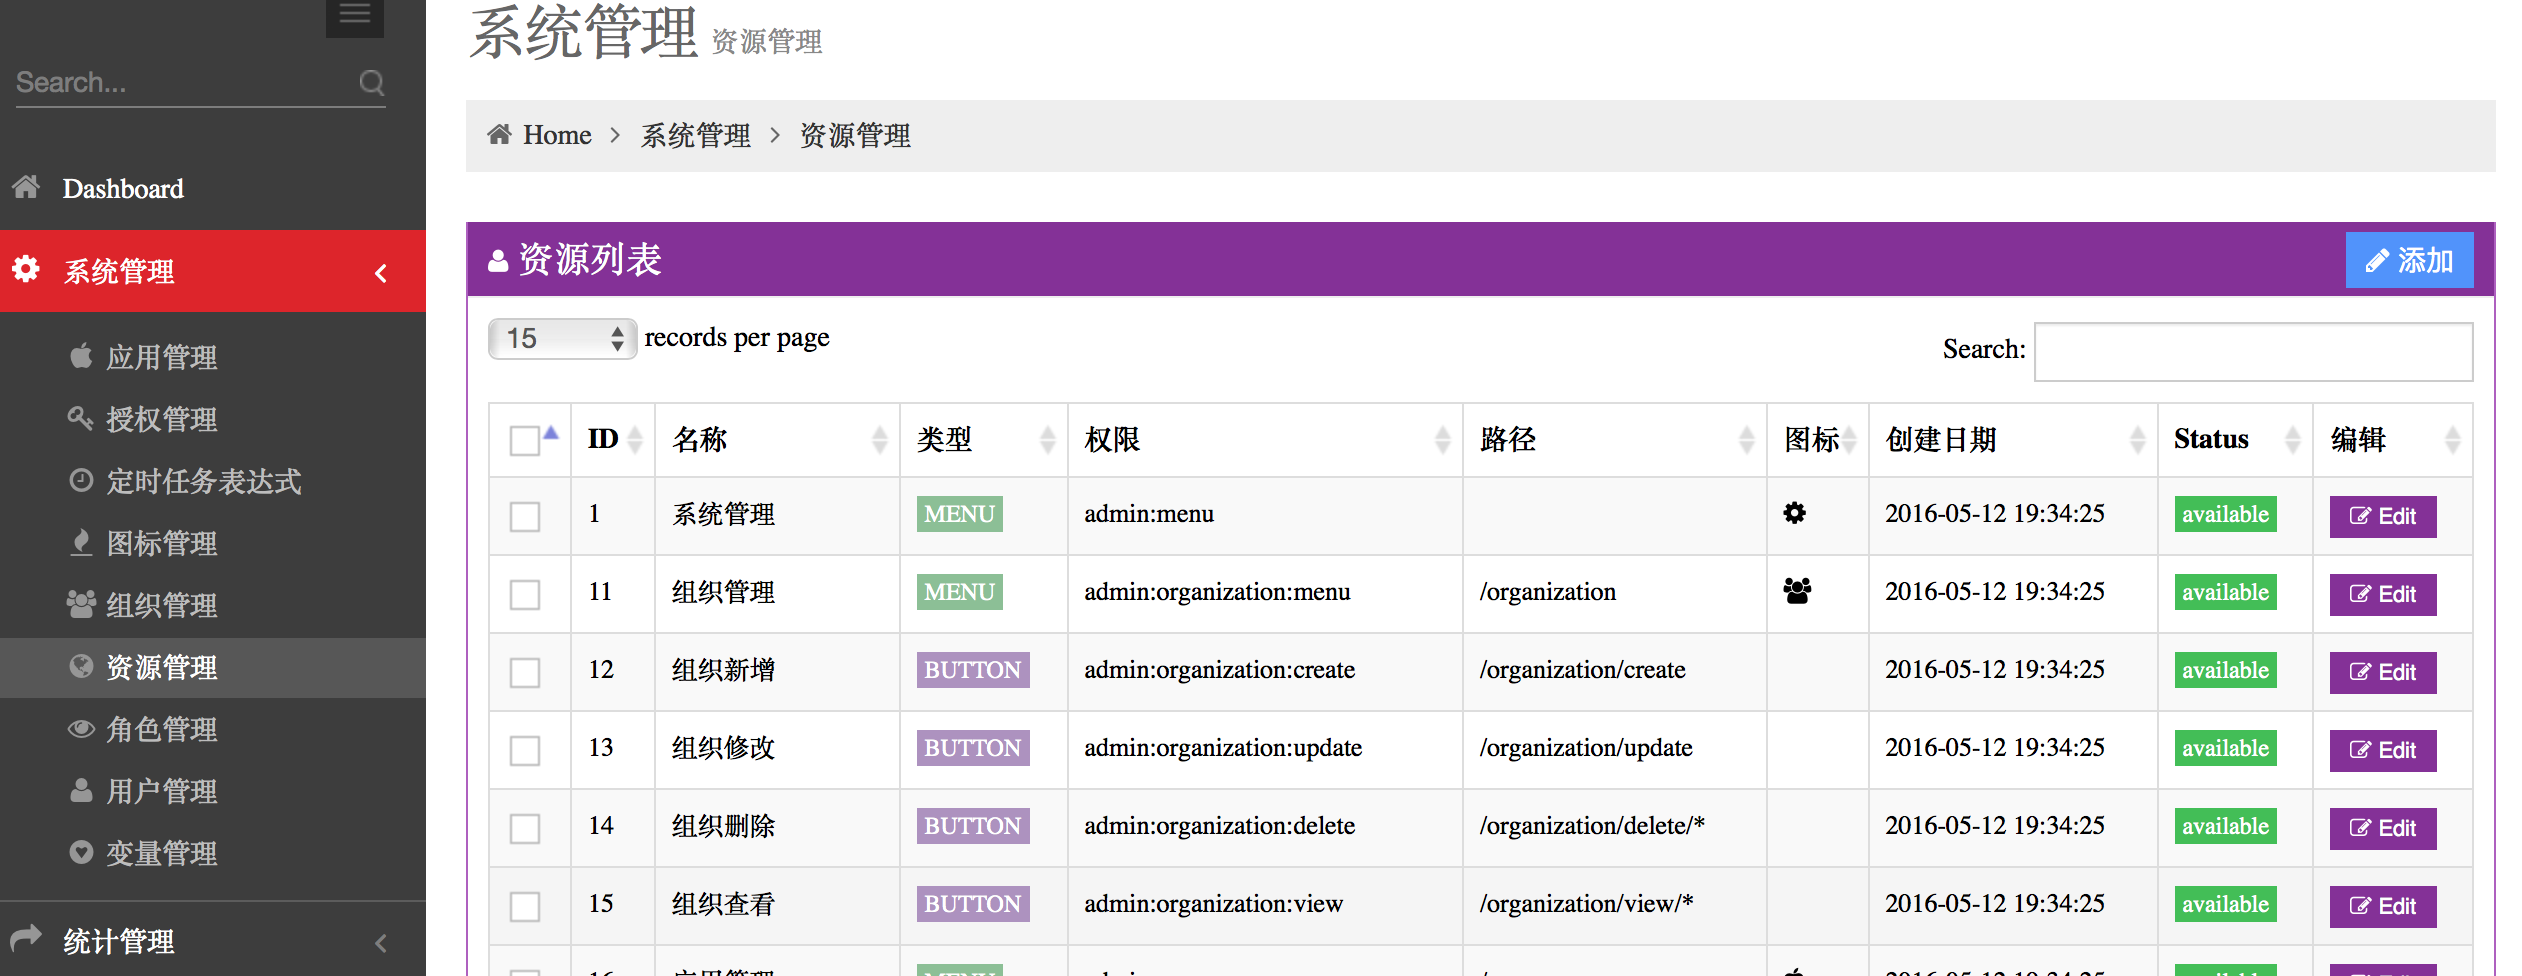 Search...
Dashboard
系统管理
应用管理
授权管理
定时任务表达式
图标管理
组织管理
资源管理
角色管理
用户管理
变量管理
统计管理
系统管理 资源管理
Home > 系统管理 > 资源管理
资源列表 添加
15 records per page Search:
ID 名称 类型 权限 路径 图标 创建日期 Status 编辑
1 系统管理 MENU admin:menu 2016-05-12 19:34:25 available Edit
11 组织管理 MENU admin:organization:menu /organization 2016-05-12 19:34:25 available Edit
12 组织新增 BUTTON admin:organization:create /organization/create 2016-05-12 19:34:25 available Edit
13 组织修改 BUTTON admin:organization:update /organization/update 2016-05-12 19:34:25 available Edit
14 组织删除 BUTTON admin:organization:delete /organization/delete/* 2016-05-12 19:34:25 available Edit
15 组织查看 BUTTON admin:organization:view /organization/view/* 2016-05-12 19:34:25 available Edit